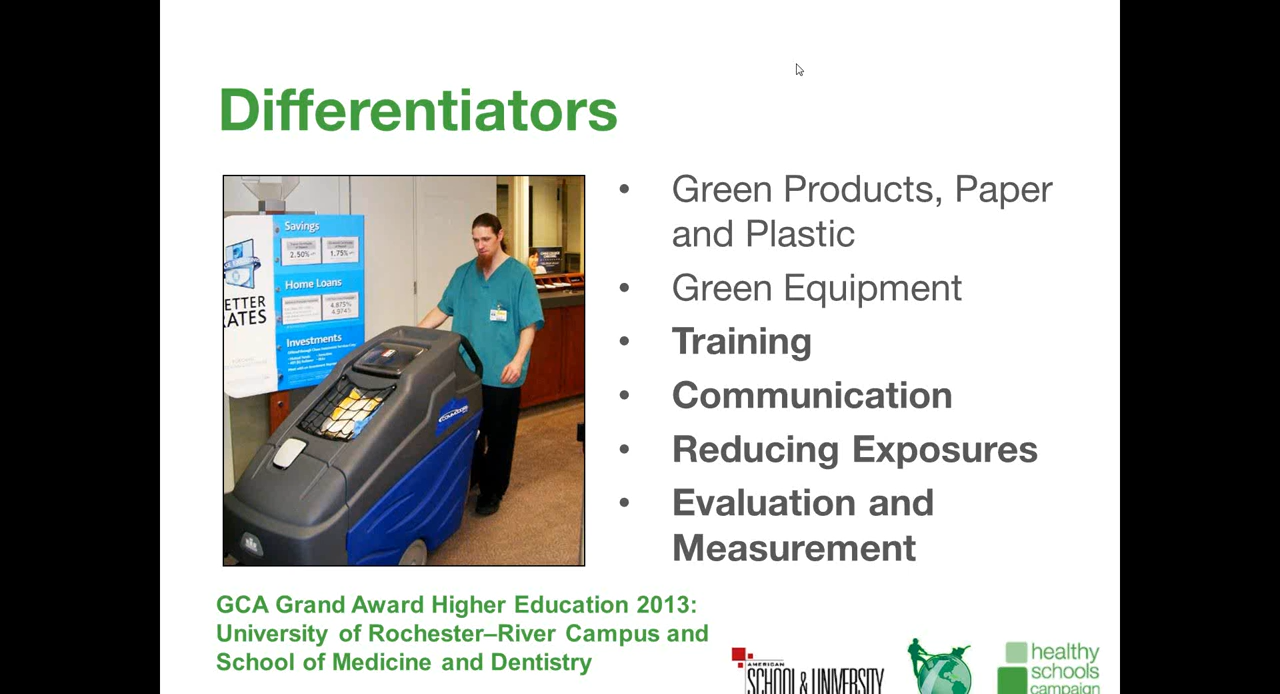 Differentiators
Savings
2.50% 1.75%
Home Loans
4.875%
4.974%
ETTER
RATES
Investments
• Green Products, Paper
and Plastic
• Green Equipment
• Training
• Communication
• Reducing Exposures
• Evaluation and
Measurement
GCA Grand Award Higher Education 2013:
University of Rochester–River Campus and
School of Medicine and Dentistry
AMERICAN
SCHOOL & UNIVERSITY
healthy
schools
campaign